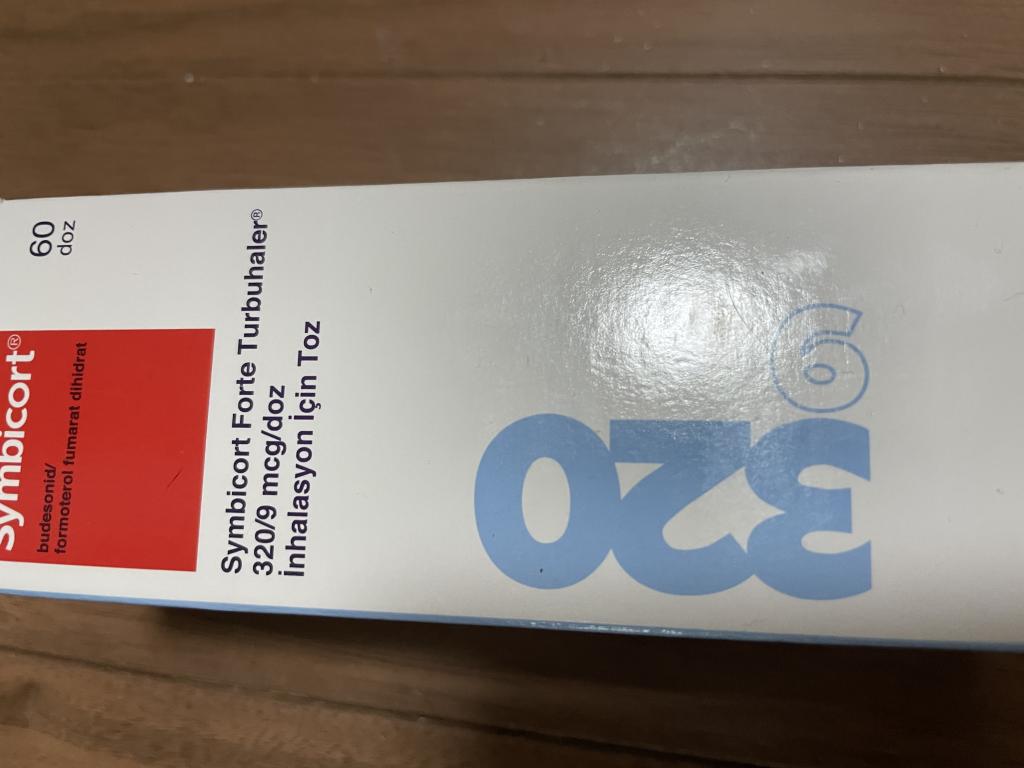 60
doz
Symbicort®
budesonid/
formoterol fumarat dihidrat
Symbicort Forte Turbuhaler®
320/9 mcg/doz
İnhalasyon İçin Toz
320
9